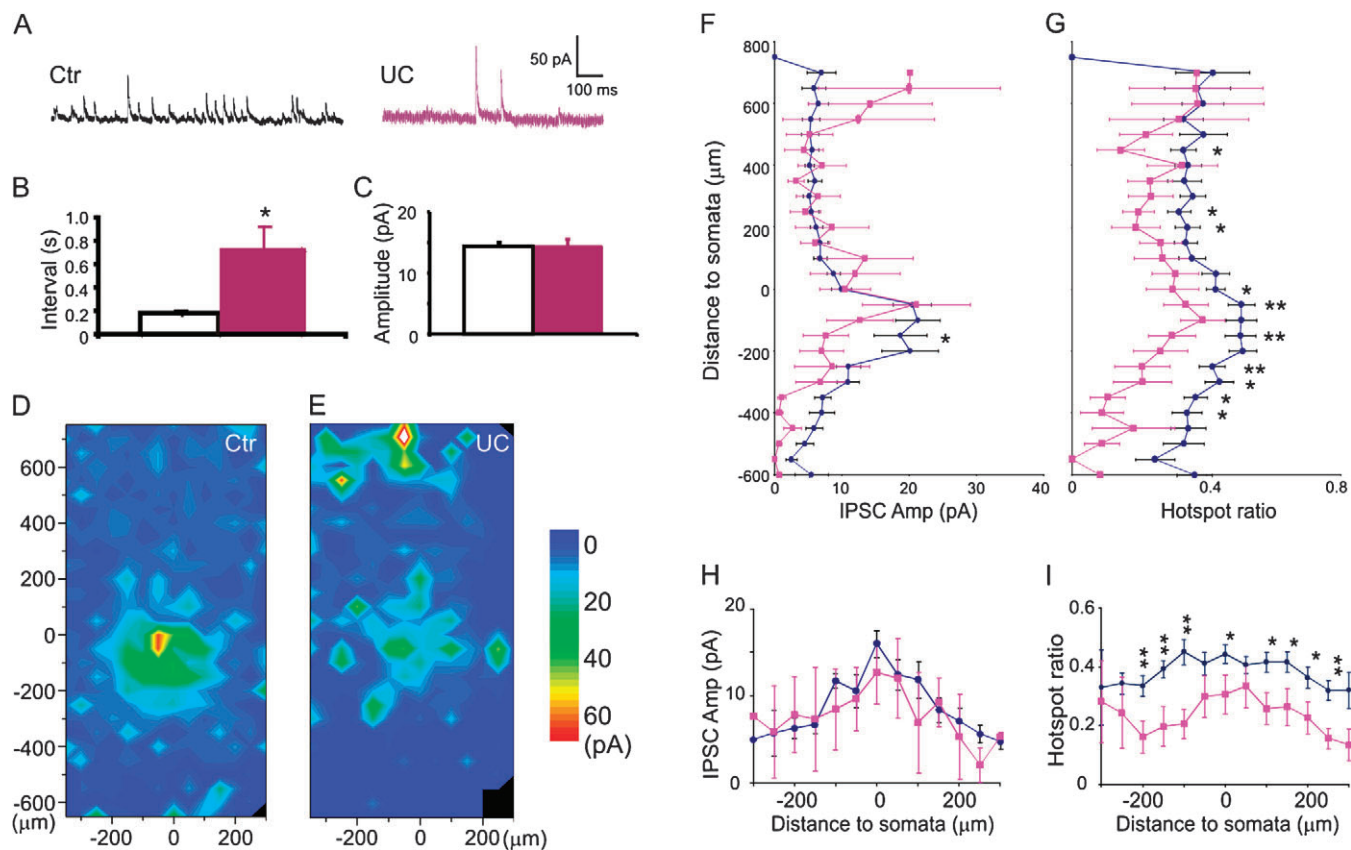 A
Ctr
UC
50 pA
100 ms
B
Interval (s)
1.0
0.8
0.6
0.4
0.2
0
*
C
Amplitude (pA)
20
15
10
0
D
Ctr
600
400
200
-0
-200
-400
-600
(μm)
-200 0 200
E
UC
-200 0 200 (μm)
0
20
40
60
(pA)
F
Distance to somata (μm)
800
600
400
200
0
-200
-400
-600
*
0 10 20 30 40
IPSC Amp (pA)
G
*
*
*
*
**
**
**
*
*
*
0 0.4 0.8
Hotspot ratio
H
IPSC Amp (pA)
20
10
0
-200 0 200
Distance to somata (μm)
I
Hotspot ratio
0.6
0.4
0.2
0
** ** ** * * * * **
-200 0 200
Distance to somata (μm)